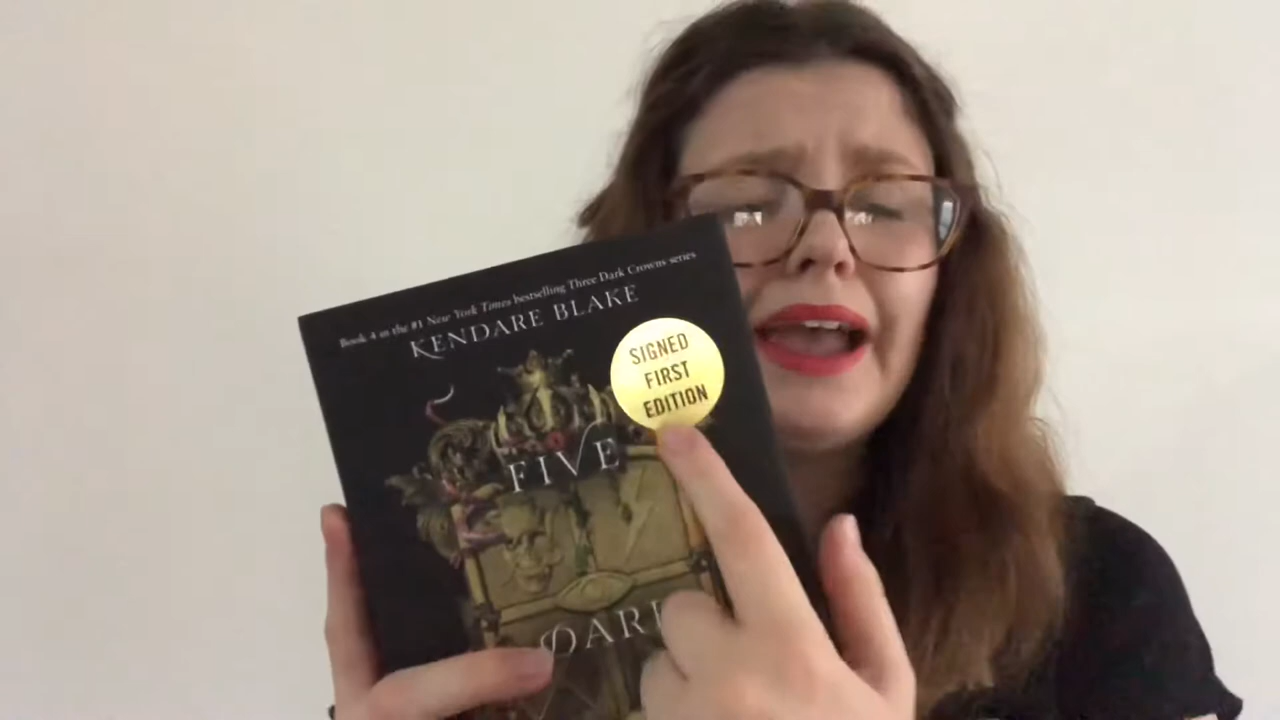 Book 4 in the #1 New York Times bestselling Three Dark Crowns series
KENDARE BLAKE
SIGNED
FIRST
EDITION
FIVE
DARK